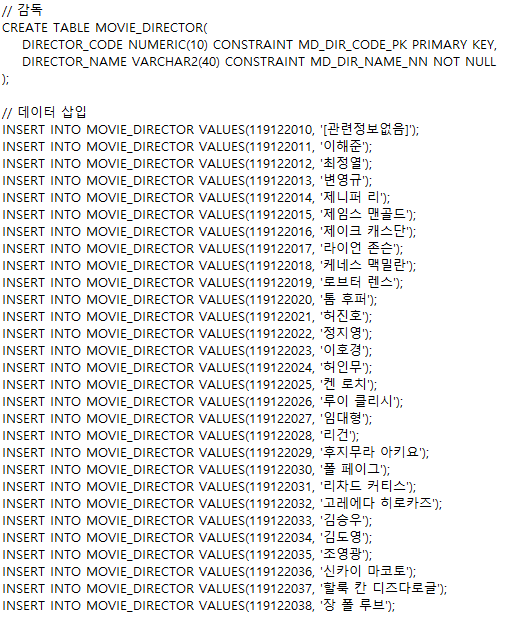 // 감독
CREATE TABLE MOVIE_DIRECTOR(
DIRECTOR_CODE NUMERIC(10) CONSTRAINT MD_DIR_CODE_PK PRIMARY KEY,
DIRECTOR_NAME VARCHAR2(40) CONSTRAINT MD_DIR_NAME_NN NOT NULL
);
// 데이터 삽입
INSERT INTO MOVIE_DIRECTOR VALUES(119122010, '[관련정보없음]');
INSERT INTO MOVIE_DIRECTOR VALUES(119122011, '이해준');
INSERT INTO MOVIE_DIRECTOR VALUES(119122012, '최정열');
INSERT INTO MOVIE_DIRECTOR VALUES(119122013, '변영규');
INSERT INTO MOVIE_DIRECTOR VALUES(119122014, '제니퍼 리');
INSERT INTO MOVIE_DIRECTOR VALUES(119122015, '제임스 맨골드');
INSERT INTO MOVIE_DIRECTOR VALUES(119122016, '제이크 캐스단');
INSERT INTO MOVIE_DIRECTOR VALUES(119122017, '라이언 존슨');
INSERT INTO MOVIE_DIRECTOR VALUES(119122018, '케네스 맥밀란');
INSERT INTO MOVIE_DIRECTOR VALUES(119122019, '로브터 렌스');
INSERT INTO MOVIE_DIRECTOR VALUES(119122020, '톰 후퍼');
INSERT INTO MOVIE_DIRECTOR VALUES(119122021, '허진호');
INSERT INTO MOVIE_DIRECTOR VALUES(119122022, '정지영');
INSERT INTO MOVIE_DIRECTOR VALUES(119122023, '이호경');
INSERT INTO MOVIE_DIRECTOR VALUES(119122024, '허인무');
INSERT INTO MOVIE_DIRECTOR VALUES(119122025, '켄 로치');
INSERT INTO MOVIE_DIRECTOR VALUES(119122026, '루이 클리시');
INSERT INTO MOVIE_DIRECTOR VALUES(119122027, '임대형');
INSERT INTO MOVIE_DIRECTOR VALUES(119122028, '리건');
INSERT INTO MOVIE_DIRECTOR VALUES(119122029, '후지무라 아키요');
INSERT INTO MOVIE_DIRECTOR VALUES(119122030, '폴 페이그');
INSERT INTO MOVIE_DIRECTOR VALUES(119122031, '리차드 커티스');
INSERT INTO MOVIE_DIRECTOR VALUES(119122032, '고레에다 히로카즈');
INSERT INTO MOVIE_DIRECTOR VALUES(119122033, '김승우');
INSERT INTO MOVIE_DIRECTOR VALUES(119122034, '김도영');
INSERT INTO MOVIE_DIRECTOR VALUES(119122035, '조영광');
INSERT INTO MOVIE_DIRECTOR VALUES(119122036, '신카이 마코토');
INSERT INTO MOVIE_DIRECTOR VALUES(119122037, '할룩 칸 디즈다로글');
INSERT INTO MOVIE_DIRECTOR VALUES(119122038, '장 폴 루브');